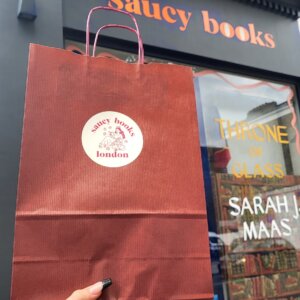 saucy books
saucy books
london
THRONE
OF
GLASS
SARAH J.
MAAS